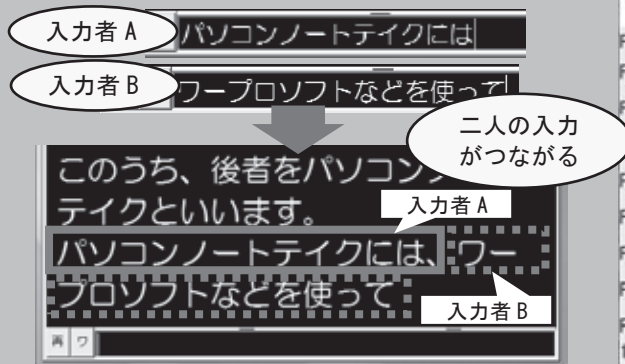 入力者 A
パソコンノートテイクには
入力者 B
ワープロソフトなどを使って
二人の入力
がつながる
このうち、後者をパソコン
テイクといいます。
入力者 A
パソコンノートテイクには、ワー
プロソフトなどを使って
入力者 B
再 ワ